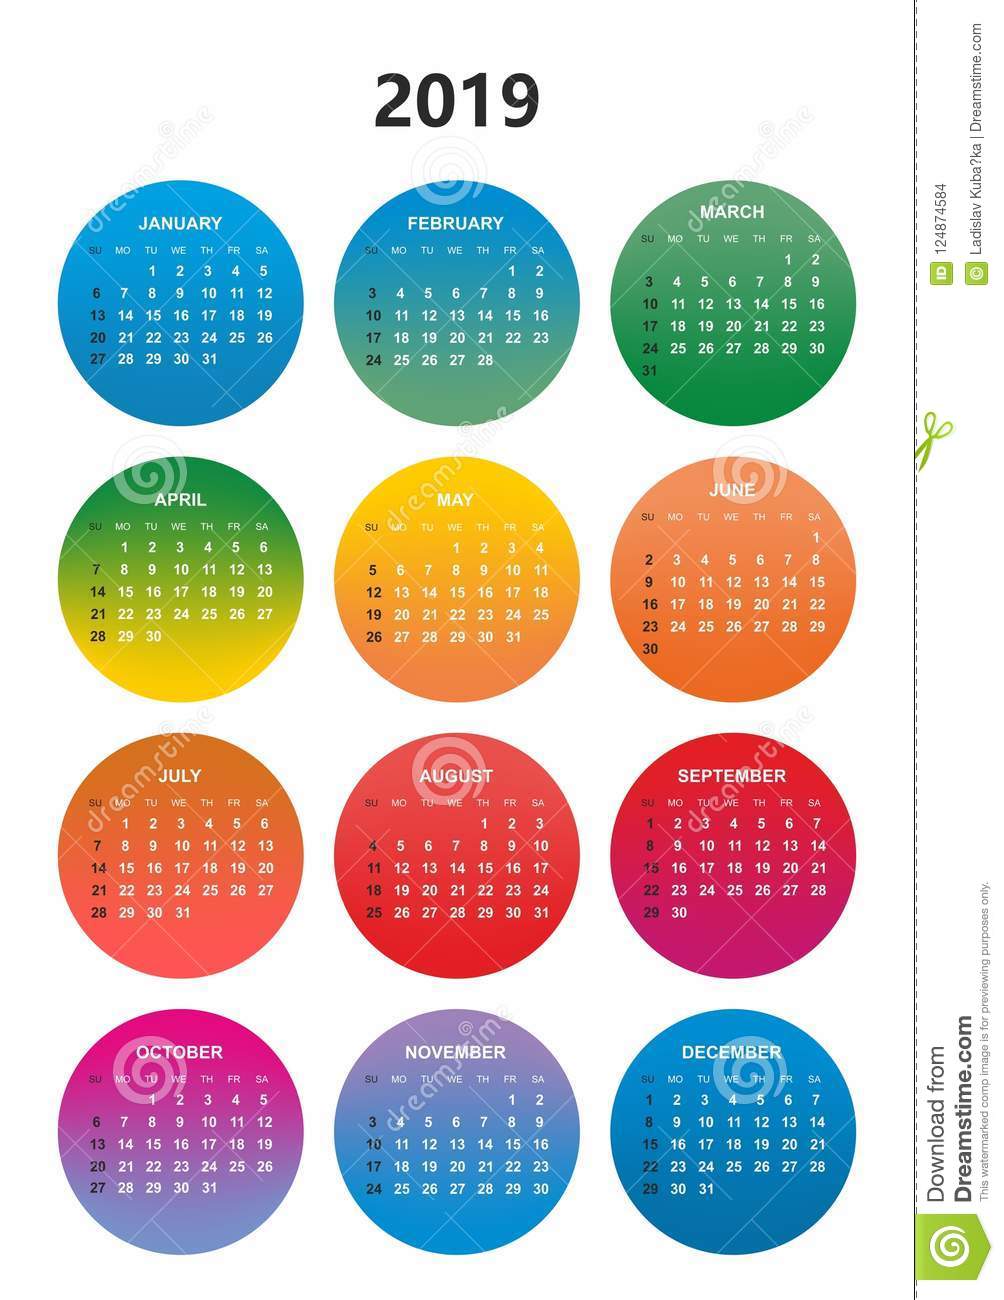 2019
JANUARY
SU MO TU WE TH FR SA
1 2 3 4 5
6 7 8 9 10 11 12
13 14 15 16 17 18 19
20 21 22 23 24 25 26
27 28 29 30 31
FEBRUARY
SU MO TU WE TH FR SA
1 2
3 4 5 6 7 8 9
10 11 12 13 14 15 16
17 18 19 20 21 22 23
24 25 26 27 28
MARCH
SU MO TU WE TH FR SA
1 2
3 4 5 6 7 8 9
10 11 12 13 14 15 16
17 18 19 20 21 22 23
24 25 26 27 28 29 30
31
APRIL
SU MO TU WE TH FR SA
1 2 3 4 5 6
7 8 9 10 11 12 13
14 15 16 17 18 19 20
21 22 23 24 25 26 27
28 29 30
MAY
SU MO TU WE TH FR SA
1 2 3 4
5 6 7 8 9 10 11
12 13 14 15 16 17 18
19 20 21 22 23 24 25
26 27 28 29 30 31
JUNE
SU MO TU WE TH FR SA
1
2 3 4 5 6 7 8
9 10 11 12 13 14 15
16 17 18 19 20 21 22
23 24 25 26 27 28 29
30
JULY
SU MO TU WE TH FR SA
1 2 3 4 5 6
7 8 9 10 11 12 13
14 15 16 17 18 19 20
21 22 23 24 25 26 27
28 29 30 31
AUGUST
SU MO TU WE TH FR SA
1 2 3
4 5 6 7 8 9 10
11 12 13 14 15 16 17
18 19 20 21 22 23 24
25 26 27 28 29 30 31
SEPTEMBER
SU MO TU WE TH FR SA
1 2 3 4 5 6 7
8 9 10 11 12 13 14
15 16 17 18 19 20 21
22 23 24 25 26 27 28
29 30
OCTOBER
SU MO TU WE TH FR SA
1 2 3 4 5
6 7 8 9 10 11 12
13 14 15 16 17 18 19
20 21 22 23 24 25 26
27 28 29 30 31
NOVEMBER
SU MO TU WE TH FR SA
1 2
3 4 5 6 7 8 9
10 11 12 13 14 15 16
17 18 19 20 21 22 23
24 25 26 27 28 29 30
DECEMBER
SU MO TU WE TH FR SA
1 2 3 4 5 6 7
8 9 10 11 12 13 14
15 16 17 18 19 20 21
22 23 24 25 26 27 28
29 30 31
dreamstime
dreamstime
dreamstime
dreamstime
dreamstime
dreamstime
dreamstime
dreamstime
ID 124874584
© Ladislav Kuba?ka | Dreamstime.com
Download from
Dreamstime.com
This watermarked comp image is for previewing purposes only.